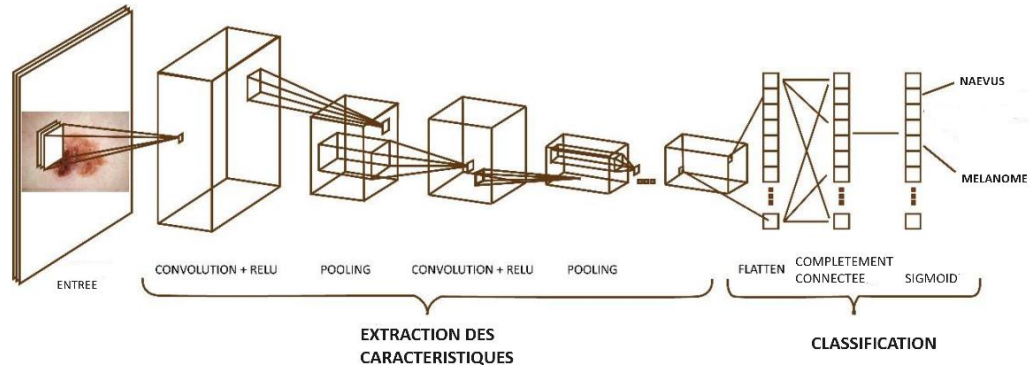 NAEVUS
MELANOME
ENTREE
CONVOLUTION + RELU
POOLING
CONVOLUTION + RELU
POOLING
FLATTEN
COMPLETEMENT
CONNECTEE
SIGMOID
EXTRACTION DES
CARACTERISTIQUES
CLASSIFICATION